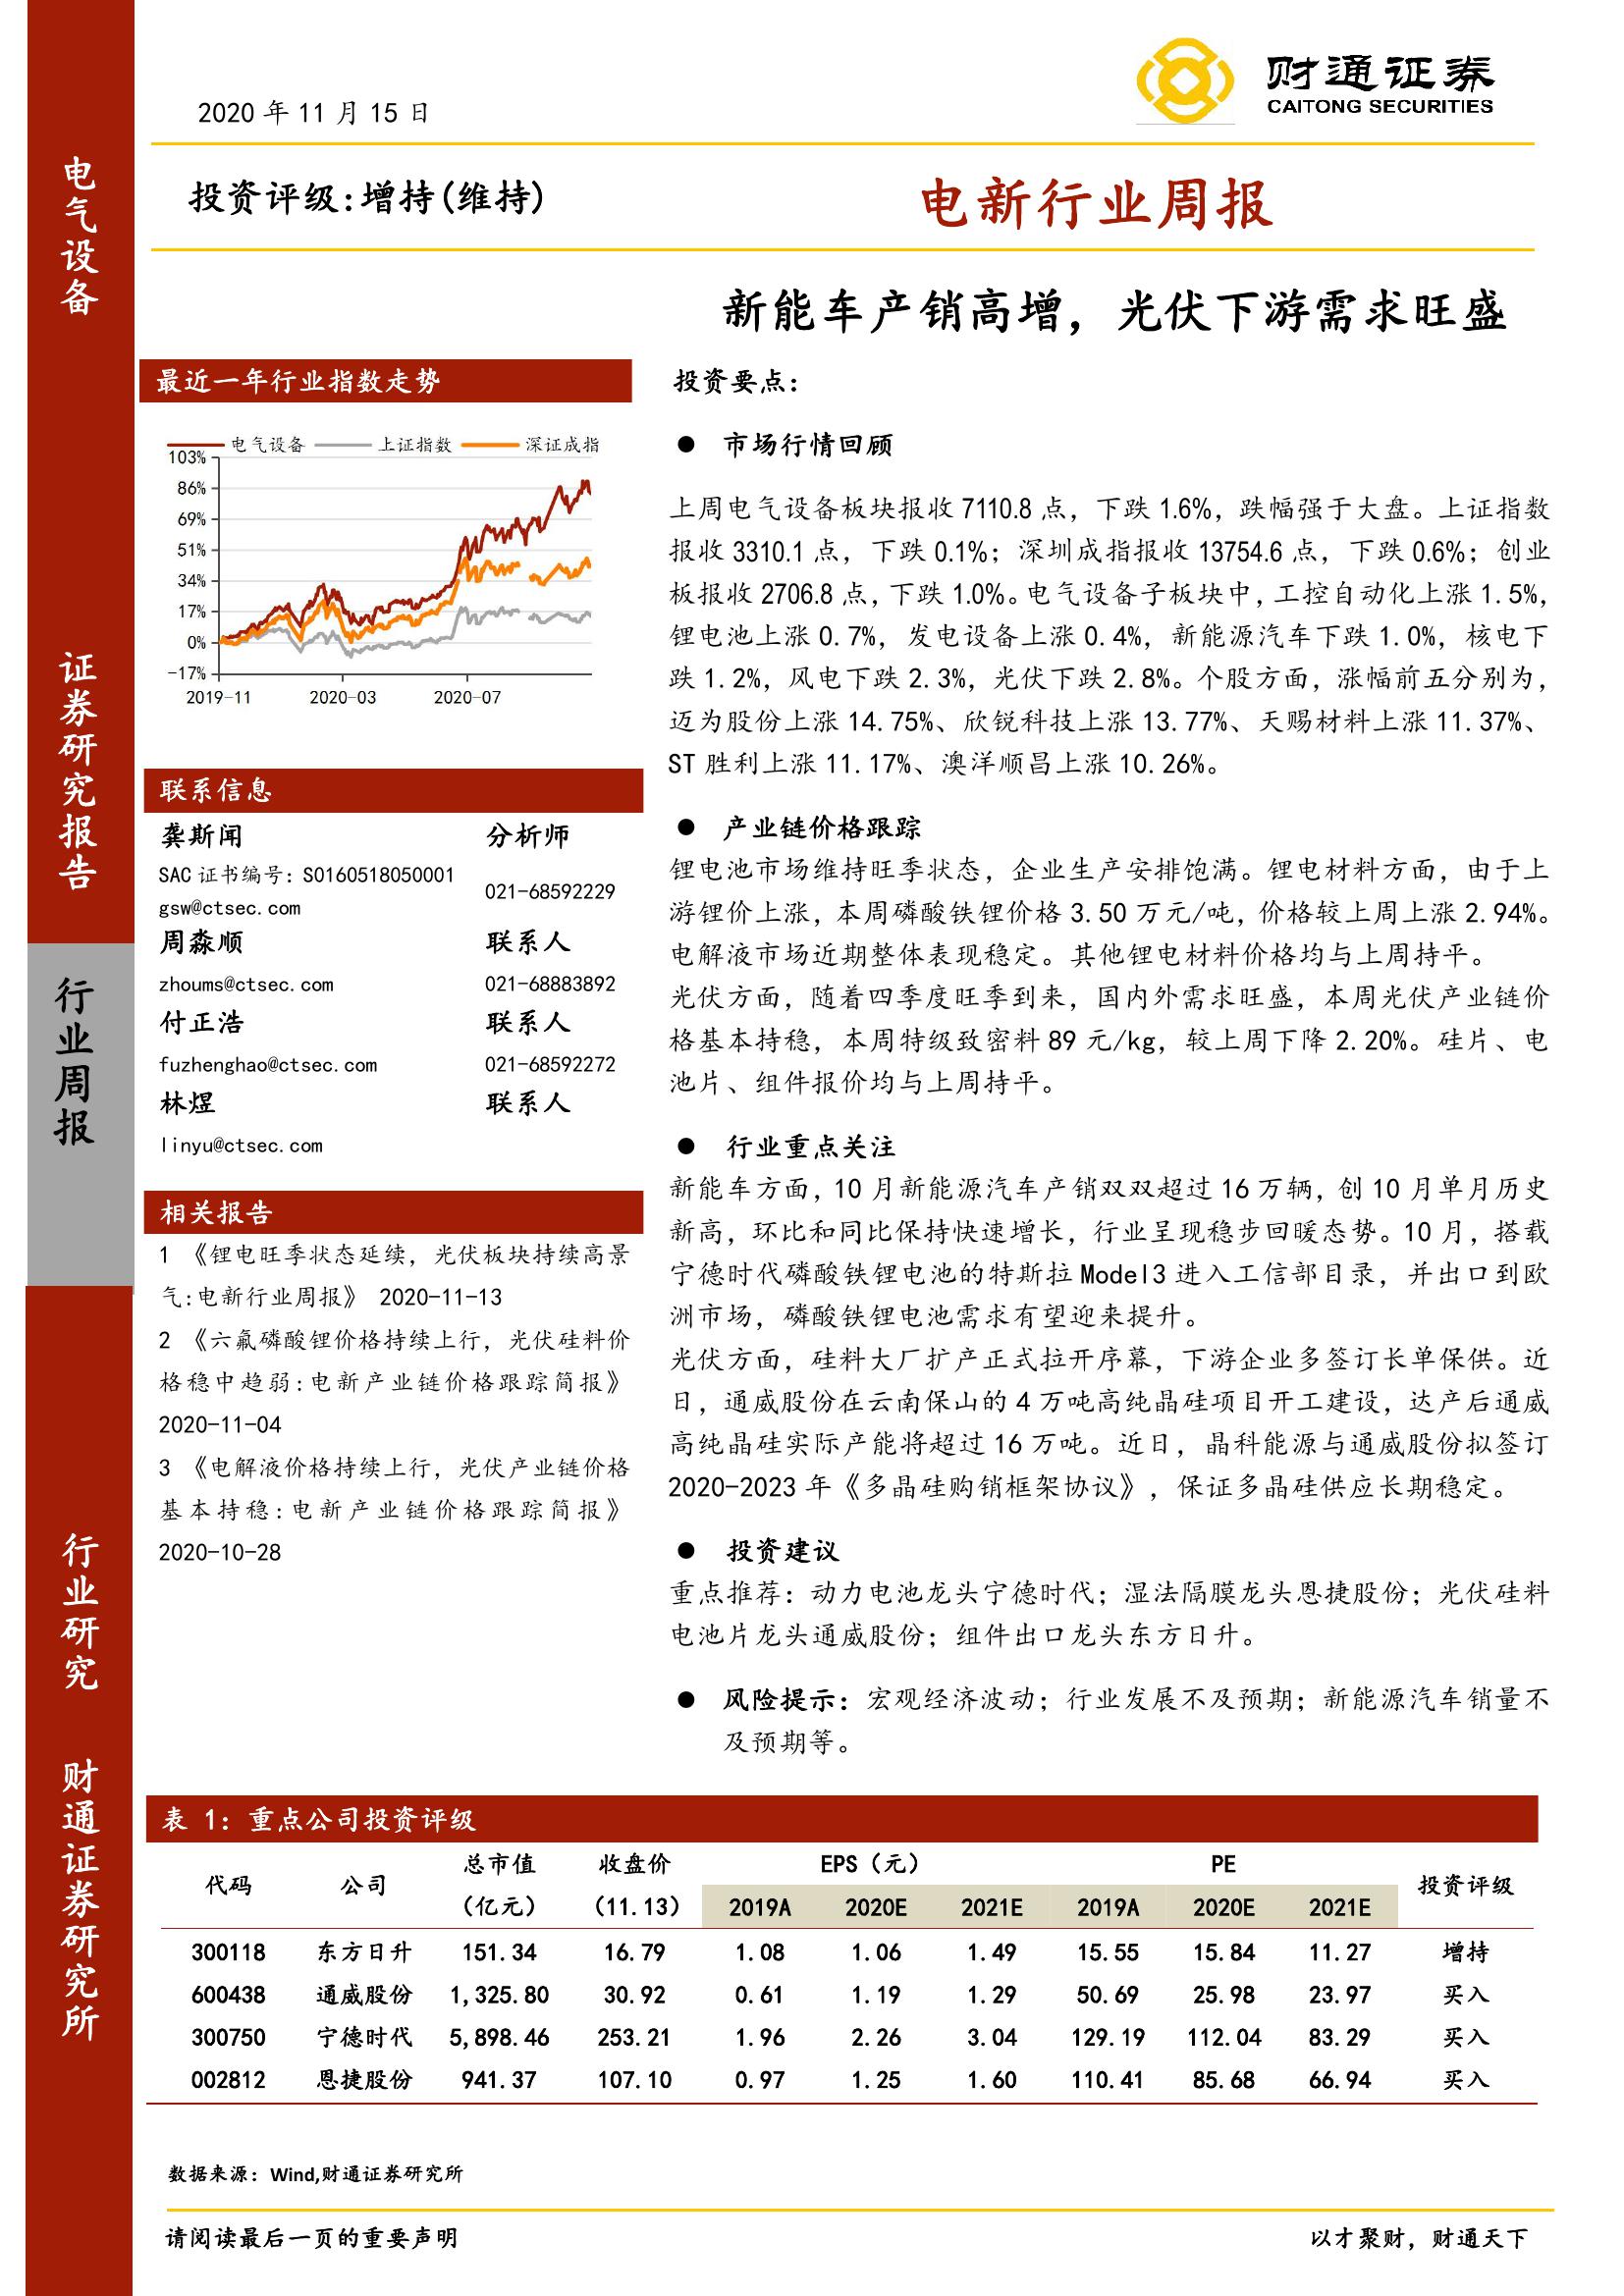 财通证券
CAITONG SECURITIES
2020 年 11 月 15 日
投资评级:增持(维持)
电新行业周报
新能车产销高增，光伏下游需求旺盛
电气设备
证券研究报告
行业周报
行业研究
财通证券研究所
最近一年行业指数走势
电气设备 上证指数 深证成指
103%
86%
69%
51%
34%
17%
0%
-17%
2019-11 2020-03 2020-07
联系信息
龚斯闻 分析师
SAC 证书编号：S0160518050001
021-68592229
gsw@ctsec.com
周淼顺 联系人
zhoums@ctsec.com 021-68883892
付正浩 联系人
fuzhenghao@ctsec.com 021-68592272
林煜 联系人
linyu@ctsec.com
相关报告
1 《锂电旺季状态延续，光伏板块持续高景
气:电新行业周报》 2020-11-13
2 《六氟磷酸锂价格持续上行，光伏硅料价
格稳中趋弱:电新产业链价格跟踪简报》
2020-11-04
3 《电解液价格持续上行，光伏产业链价格
基本持稳:电新产业链价格跟踪简报》
2020-10-28
投资要点：
● 市场行情回顾
上周电气设备板块报收 7110.8 点，下跌 1.6%，跌幅强于大盘。上证指数
报收 3310.1 点，下跌 0.1%；深圳成指报收 13754.6 点，下跌 0.6%；创业
板报收 2706.8 点，下跌 1.0%。电气设备子板块中，工控自动化上涨 1.5%，
锂电池上涨 0.7%，发电设备上涨 0.4%，新能源汽车下跌 1.0%，核电下
跌 1.2%，风电下跌 2.3%，光伏下跌 2.8%。个股方面，涨幅前五分别为，
迈为股份上涨 14.75%、欣锐科技上涨 13.77%、天赐材料上涨 11.37%、
ST 胜利上涨 11.17%、澳洋顺昌上涨 10.26%。
● 产业链价格跟踪
锂电池市场维持旺季状态，企业生产安排饱满。锂电材料方面，由于上
游锂价上涨，本周磷酸铁锂价格 3.50 万元/吨，价格较上周上涨 2.94%。
电解液市场近期整体表现稳定。其他锂电材料价格均与上周持平。
光伏方面，随着四季度旺季到来，国内外需求旺盛，本周光伏产业链价
格基本持稳，本周特级致密料 89 元/kg，较上周下降 2.20%。硅片、电
池片、组件报价均与上周持平。
● 行业重点关注
新能车方面，10 月新能源汽车产销双双超过 16 万辆，创 10 月单月历史
新高，环比和同比保持快速增长，行业呈现稳步回暖态势。10 月，搭载
宁德时代磷酸铁锂电池的特斯拉 Model3 进入工信部目录，并出口到欧
洲市场，磷酸铁锂电池需求有望迎来提升。
光伏方面，硅料大厂扩产正式拉开序幕，下游企业多签订长单保供。近
日，通威股份在云南保山的 4 万吨高纯晶硅项目开工建设，达产后通威
高纯晶硅实际产能将超过 16 万吨。近日，晶科能源与通威股份拟签订
2020-2023 年《多晶硅购销框架协议》，保证多晶硅供应长期稳定。
● 投资建议
重点推荐：动力电池龙头宁德时代；湿法隔膜龙头恩捷股份；光伏硅料
电池片龙头通威股份；组件出口龙头东方日升。
● 风险提示：宏观经济波动；行业发展不及预期；新能源汽车销量不
及预期等。
表 1：重点公司投资评级
代码 公司 总市值 收盘价 EPS（元） PE 投资评级
（亿元） （11.13） 2019A 2020E 2021E 2019A 2020E 2021E
300118 东方日升 151.34 16.79 1.08 1.06 1.49 15.55 15.84 11.27 增持
600438 通威股份 1,325.80 30.92 0.61 1.19 1.29 50.69 25.98 23.97 买入
300750 宁德时代 5,898.46 253.21 1.96 2.26 3.04 129.19 112.04 83.29 买入
002812 恩捷股份 941.37 107.10 0.97 1.25 1.60 110.41 85.68 66.94 买入
数据来源：Wind,财通证券研究所
请阅读最后一页的重要声明
以才聚财，财通天下